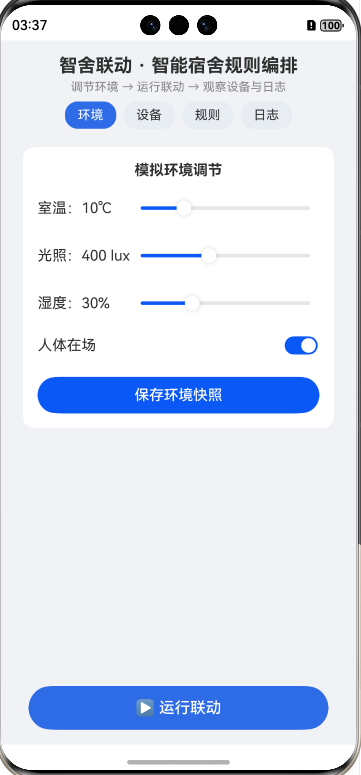 03:37
100
智舍联动 · 智能宿舍规则编排
调节环境 → 运行联动 → 观察设备与日志
环境 设备 规则 日志
模拟环境调节
室温：10℃
光照：400 lux
湿度：30%
人体在场
保存环境快照
运行联动